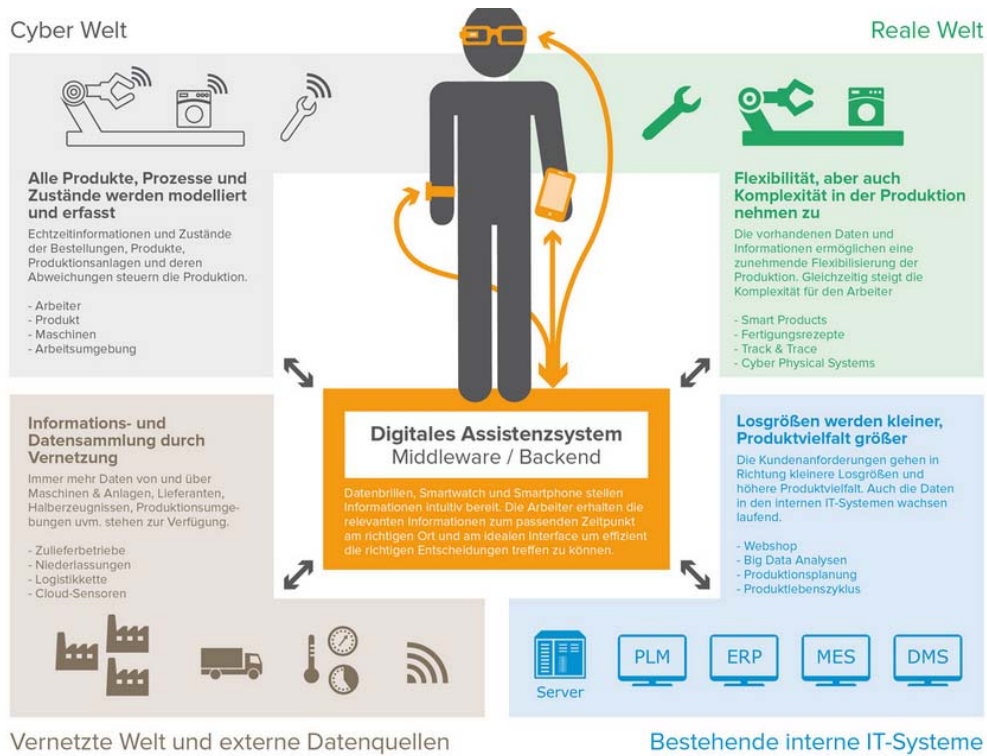 Cyber Welt
Reale Welt
Alle Produkte, Prozesse und
Zustände werden modelliert
und erfasst
Echtzeitinformationen und Zustände
der Bestellungen, Produkte,
Produktionsanlagen und deren
Abweichungen steuern die Produktion.
- Arbeiter
- Produkt
- Maschinen
- Arbeitsumgebung
Flexibilität, aber auch
Komplexität in der Produktion
nehmen zu
Die vorhandenen Daten und
Informationen ermöglichen eine
zunehmende Flexibilisierung der
Produktion. Gleichzeitig steigt die
Komplexität für den Arbeiter
- Smart Products
- Fertigungsrezepte
- Track & Trace
- Cyber Physical Systems
Informations- und
Datensammlung durch
Vernetzung
Immer mehr Daten von und über
Maschinen & Anlagen, Lieferanten,
Halberzeugnissen, Produktionsumge-
bungen uvm. stehen zur Verfügung.
- Zulieferbetriebe
- Niederlassungen
- Logistikkette
- Cloud-Sensoren
Digitales Assistenzsystem
Middleware / Backend
Datenbrillen, Smartwatch und Smartphone stellen
Informationen intuitiv bereit. Die Arbeiter erhalten die
relevanten Informationen zum passenden Zeitpunkt
am richtigen Ort und am idealen Interface um effizient
die richtigen Entscheidungen treffen zu können.
Losgrößen werden kleiner,
Produktvielfalt größer
Die Kundenanforderungen gehen in
Richtung kleinere Losgrößen und
höhere Produktvielfalt. Auch die Daten
in den internen IT-Systemen wachsen
laufend.
- Webshop
- Big Data Analysen
- Produktionsplanung
- Produktlebenszyklus
Server
PLM
ERP
MES
DMS
Vernetzte Welt und externe Datenquellen
Bestehende interne IT-Systeme